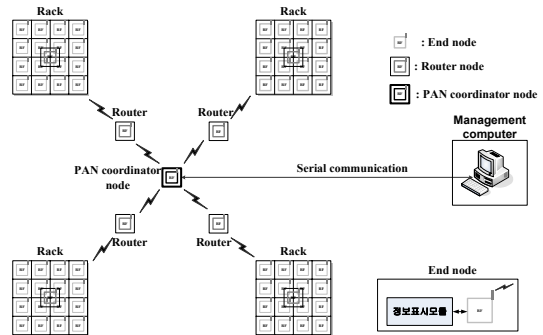 Rack
Rack
: End node
: Router node
: PAN coordinator node
Router
Router
Management
computer
PAN coordinator
node
Serial communication
Router
Router
Rack
Rack
End node
정보표시모듈
RF